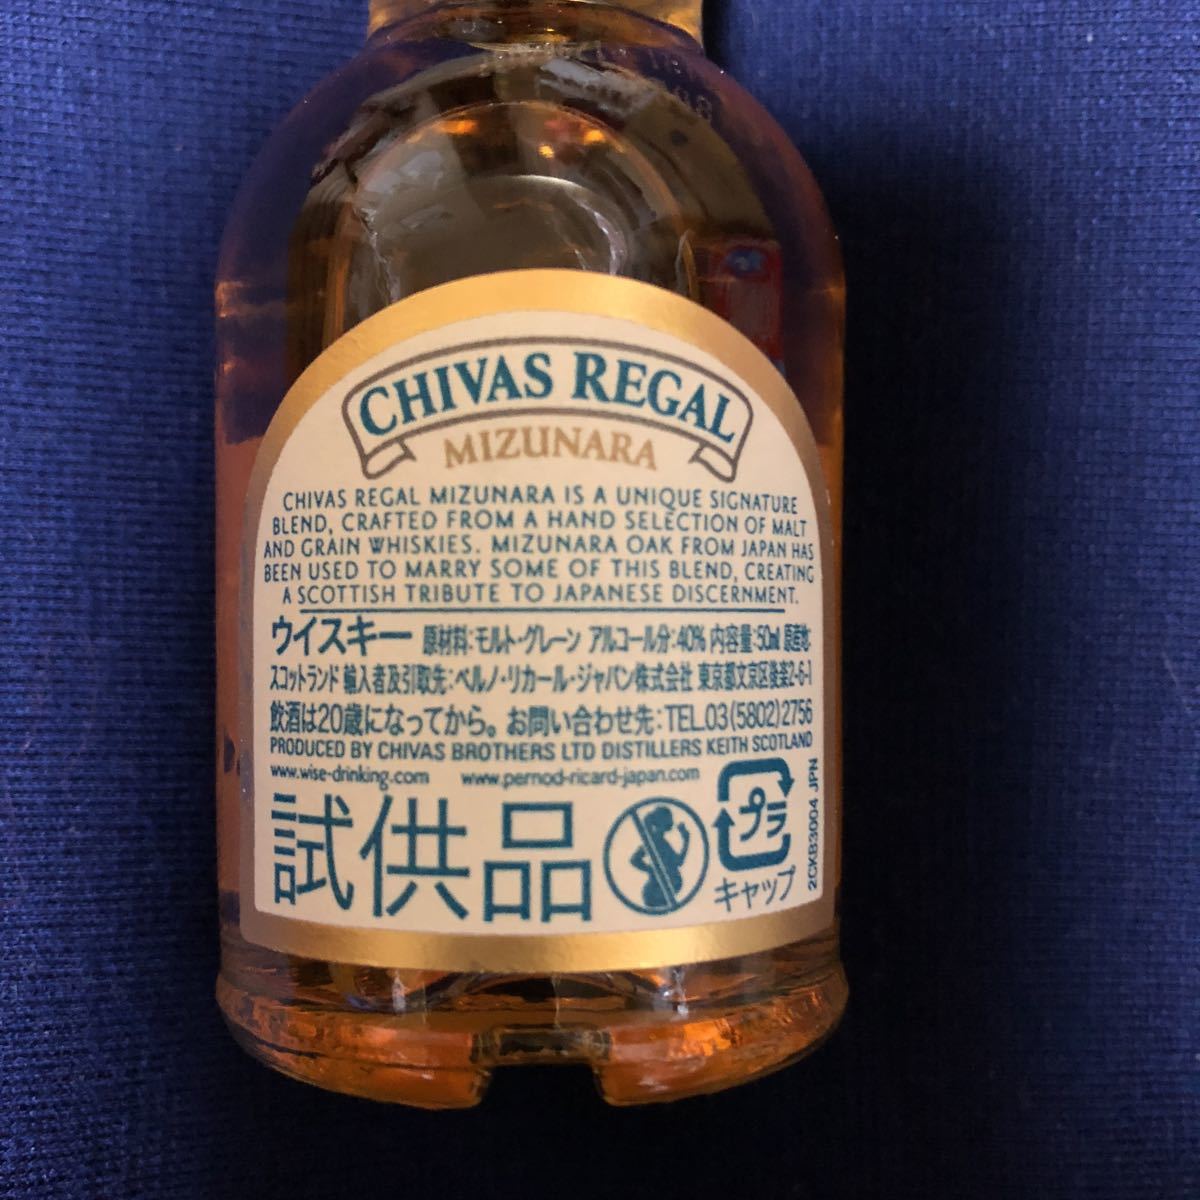 CHIVAS REGAL
MIZUNARA
CHIVAS REGAL MIZUNARA IS A UNIQUE SIGNATURE
BLEND, CRAFTED FROM A HAND SELECTION OF MALT
AND GRAIN WHISKIES. MIZUNARA OAK FROM JAPAN HAS
BEEN USED TO MARRY SOME OF THIS BLEND, CREATING
A SCOTTISH TRIBUTE TO JAPANESE DISCERNMENT.
ウイスキー 原材料:モルト・グレーン アルコール分:40% 内容量:50ml 原産地:
スコットランド 輸入者及引取先:ペルノ・リカール・ジャパン株式会社 東京都文京区後楽2-6-1
飲酒は20歳になってから。お問い合わせ先:TEL.03(5802)2756
PRODUCED BY CHIVAS BROTHERS LTD DISTILLERS KEITH SCOTLAND
www.wise-drinking.com www.pernod-ricard-japan.com
試供品
プラ
キャップ
2CKB3004 JPN